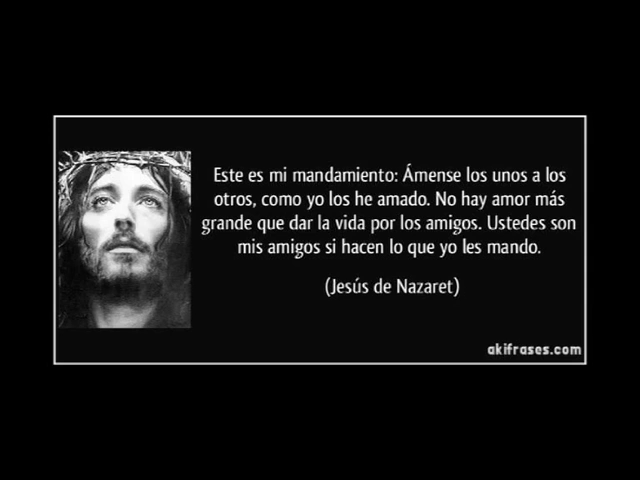 Este es mi mandamiento: Ámense los unos a los
otros, como yo los he amado. No hay amor más
grande que dar la vida por los amigos. Ustedes son
mis amigos si hacen lo que yo les mando.
(Jesús de Nazaret)
akifrases.com